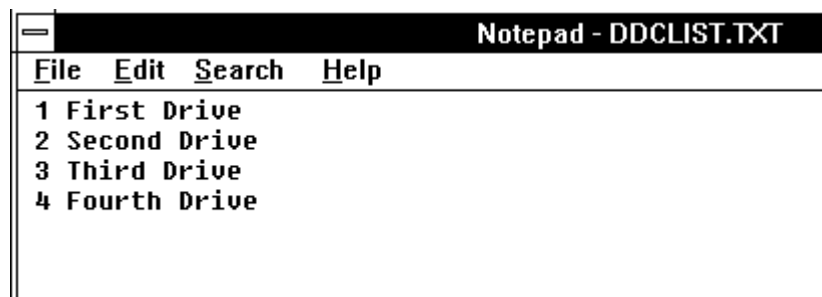 Notepad - DDCLIST.TXT
File Edit Search Help
1 First Drive
2 Second Drive
3 Third Drive
4 Fourth Drive